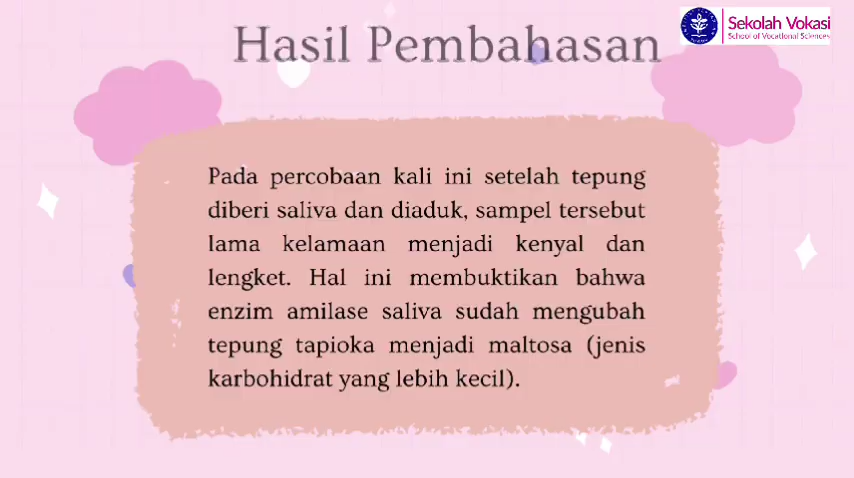 Hasil Pembahasan
Sekolah Vokasi
School of Vocational Sciences
Pada percobaan kali ini setelah tepung
diberi saliva dan diaduk, sampel tersebut
lama kelamaan menjadi kenyal dan
lengket. Hal ini membuktikan bahwa
enzim amilase saliva sudah mengubah
tepung tapioka menjadi maltosa (jenis
karbohidrat yang lebih kecil).